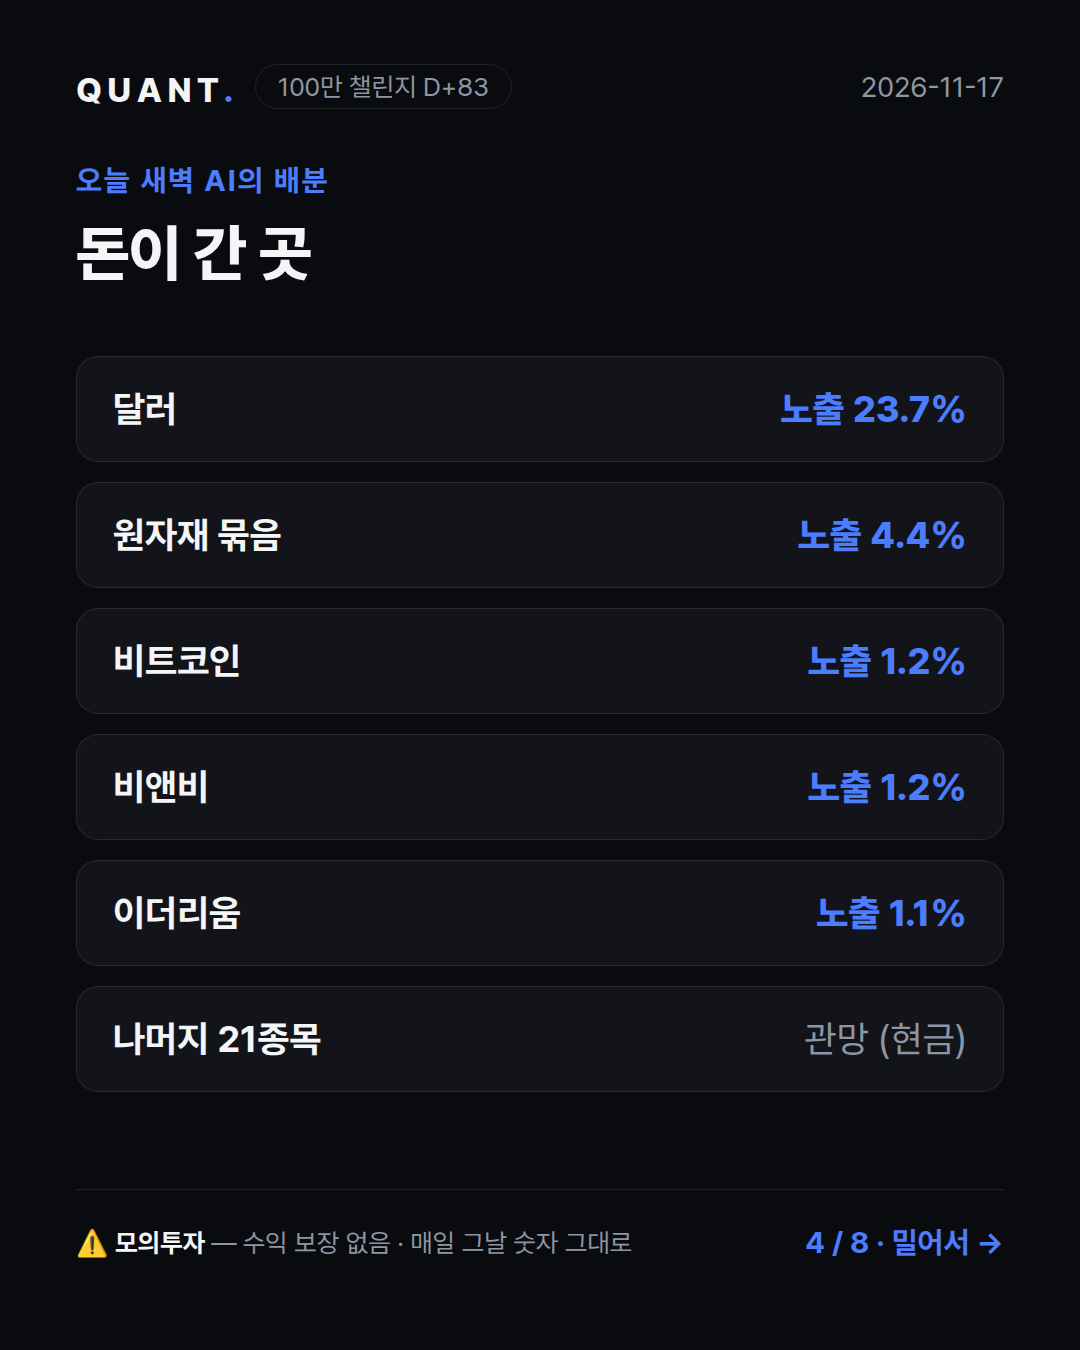 QUANT. 100만 챌린지 D+83 2026-11-17
오늘 새벽 AI의 배분
돈이 간 곳
달러 노출 23.7%
원자재 묶음 노출 4.4%
비트코인 노출 1.2%
비앤비 노출 1.2%
이더리움 노출 1.1%
나머지 21종목 관망 (현금)
⚠️ 모의투자 — 수익 보장 없음 · 매일 그날 숫자 그대로 4 / 8 · 밀어서 →